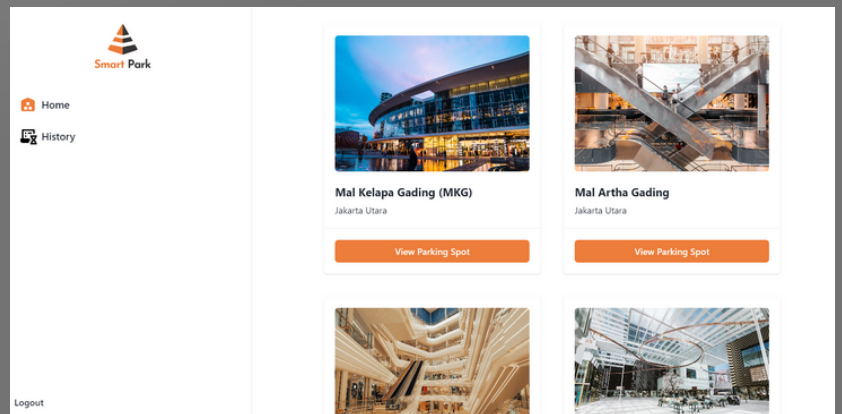 Smart Park
Home
History
Mal Kelapa Gading (MKG)
Jakarta Utara
View Parking Spot
Mal Artha Gading
Jakarta Utara
View Parking Spot
Logout